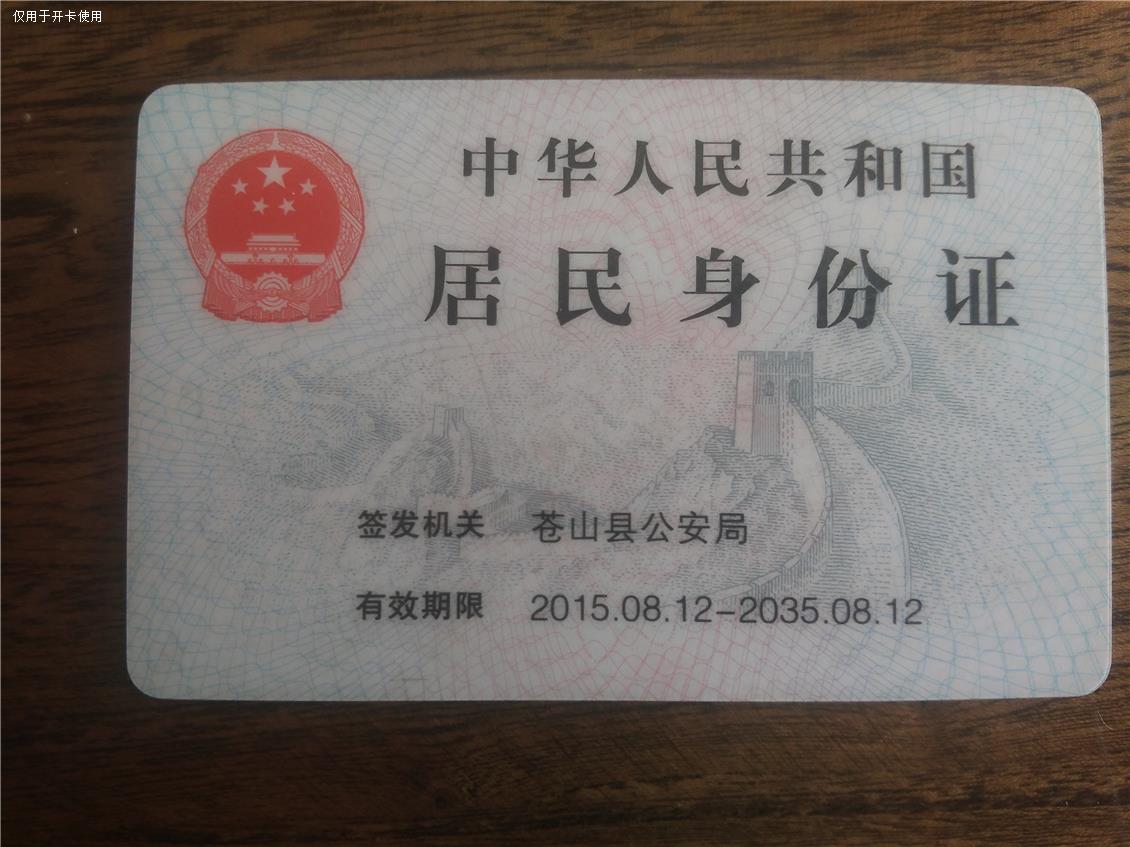 仅用于开卡使用
中华人民共和国
居民身份证
签发机关 苍山县公安局
有效期限 2015.08.12-2035.08.12